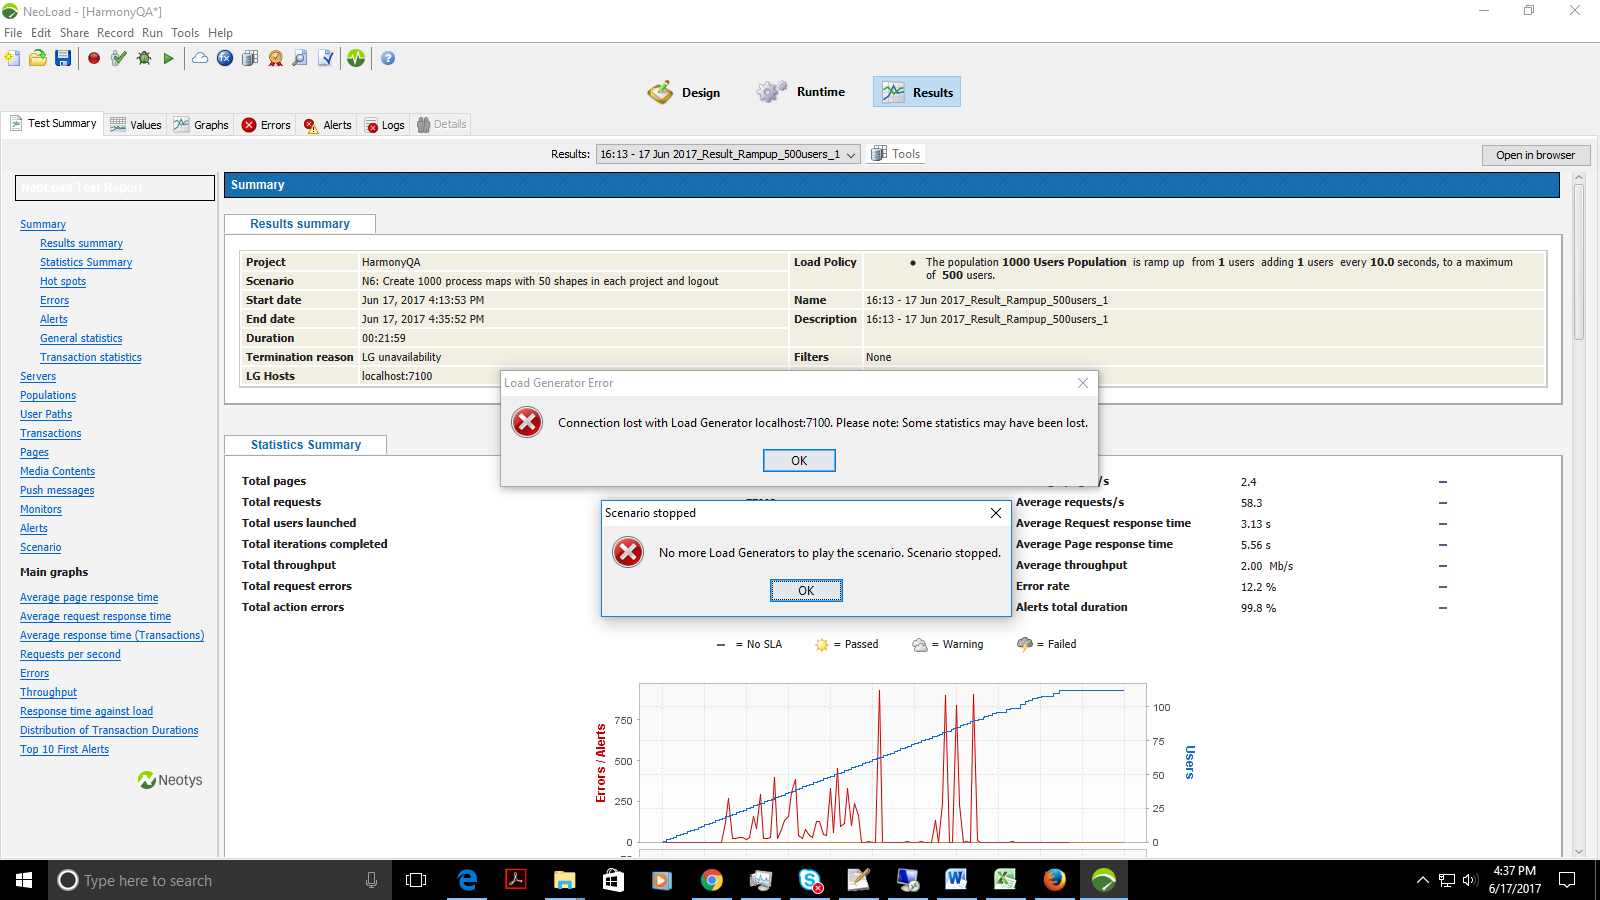 NeoLoad - [HarmonyQA*]
File Edit Share Record Run Tools Help
Design Runtime Results
Test Summary Values Graphs Errors Alerts Logs Details
Results: 16:13 - 17 Jun 2017_Result_Rampup_500users_1 Tools Open in browser
NeoLoad Test Report
Summary
Results summary
Statistics Summary
Hot spots
Errors
Alerts
General statistics
Transaction statistics
Servers
Populations
User Paths
Transactions
Pages
Media Contents
Push messages
Monitors
Alerts
Scenario
Main graphs
Average page response time
Average request response time
Average response time (Transactions)
Requests per second
Errors
Throughput
Response time against load
Distribution of Transaction Durations
Top 10 First Alerts
Neotys
Summary
Results summary
Project HarmonyQA
Scenario N6: Create 1000 process maps with 50 shapes in each project and logout
Start date Jun 17, 2017 4:13:53 PM
End date Jun 17, 2017 4:35:52 PM
Duration 00:21:59
Termination reason LG unavailability
LG Hosts localhost:7100
Load Policy • The population 1000 Users Population is ramp up from 1 users adding 1 users every 10.0 seconds, to a maximum
of 500 users.
Name 16:13 - 17 Jun 2017_Result_Rampup_500users_1
Description 16:13 - 17 Jun 2017_Result_Rampup_500users_1
Filters None
Load Generator Error
Connection lost with Load Generator localhost:7100. Please note: Some statistics may have been lost.
OK
Statistics Summary
Total pages
Total requests
Total users launched
Total iterations completed
Total throughput
Total request errors
Total action errors
/s 2.4 –
Average requests/s 58.3 –
Average Request response time 3.13 s –
Average Page response time 5.56 s –
Average throughput 2.00 Mb/s –
Error rate 12.2 % –
Alerts total duration 99.8 % –
Scenario stopped
No more Load Generators to play the scenario. Scenario stopped.
OK
– = No SLA = Passed = Warning = Failed
Errors / Alerts
750
500
250
0
100
75
50
25
0
Users
Type here to search
4:37 PM
6/17/2017